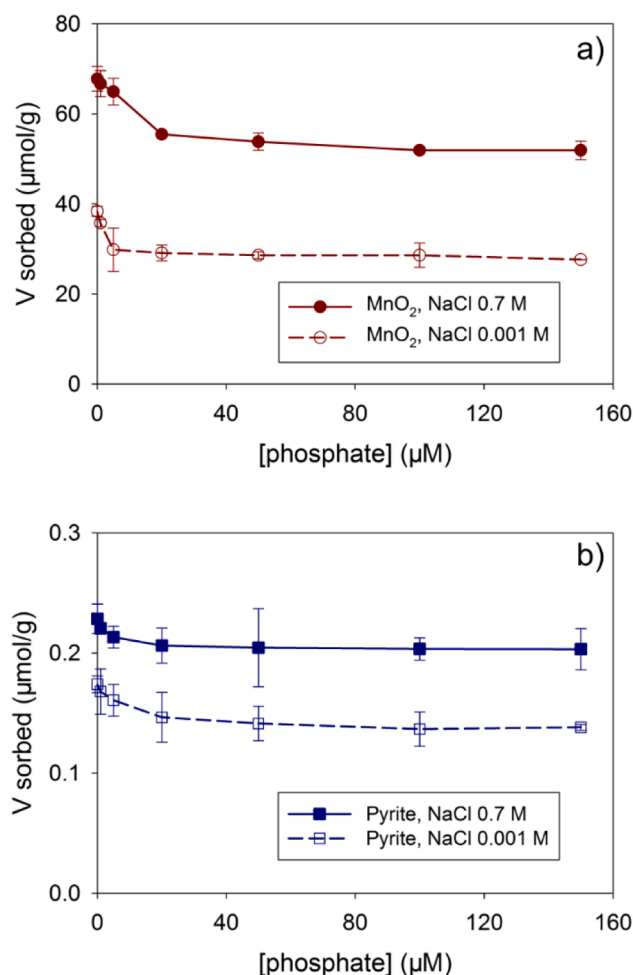 a)
80
60
40
20
0
V sorbed (µmol/g)
MnO2, NaCl 0.7 M
MnO2, NaCl 0.001 M
0 40 80 120 160
[phosphate] (µM)
b)
0.3
0.2
0.1
0.0
V sorbed (µmol/g)
Pyrite, NaCl 0.7 M
Pyrite, NaCl 0.001 M
0 40 80 120 160
[phosphate] (µM)